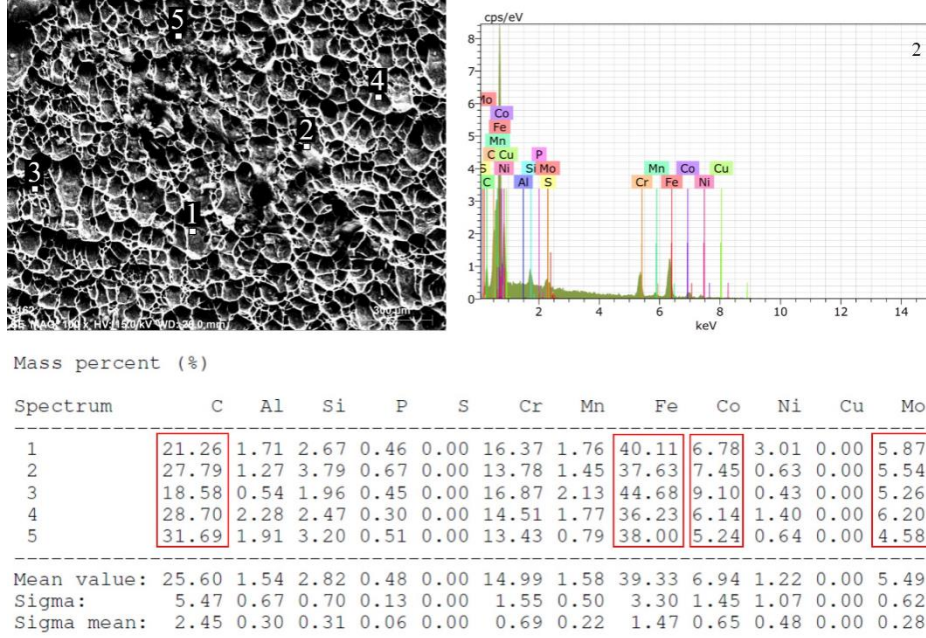 5
4
2
3
1
cps/eV
2
8
7
6
5
4
3
2
1
0
Mo
Co
Fe
Mn
C Cu P
S Ni Si Mo Mn Co Cu
C Al S Cr Fe Ni
2 4 6 8 10 12 14
keV
Mass percent (%)
Spectrum C Al Si P S Cr Mn Fe Co Ni Cu Mo
1 21.26 1.71 2.67 0.46 0.00 16.37 1.76 40.11 6.78 3.01 0.00 5.87
2 27.79 1.27 3.79 0.67 0.00 13.78 1.45 37.63 7.45 0.63 0.00 5.54
3 18.58 0.54 1.96 0.45 0.00 16.87 2.13 44.68 9.10 0.43 0.00 5.26
4 28.70 2.28 2.47 0.30 0.00 14.51 1.77 36.23 6.14 1.40 0.00 6.20
5 31.69 1.91 3.20 0.51 0.00 13.43 0.79 38.00 5.24 0.64 0.00 4.58
Mean value: 25.60 1.54 2.82 0.48 0.00 14.99 1.58 39.33 6.94 1.22 0.00 5.49
Sigma: 5.47 0.67 0.70 0.13 0.00 1.55 0.50 3.30 1.45 1.07 0.00 0.62
Sigma mean: 2.45 0.30 0.31 0.06 0.00 0.69 0.22 1.47 0.65 0.48 0.00 0.28